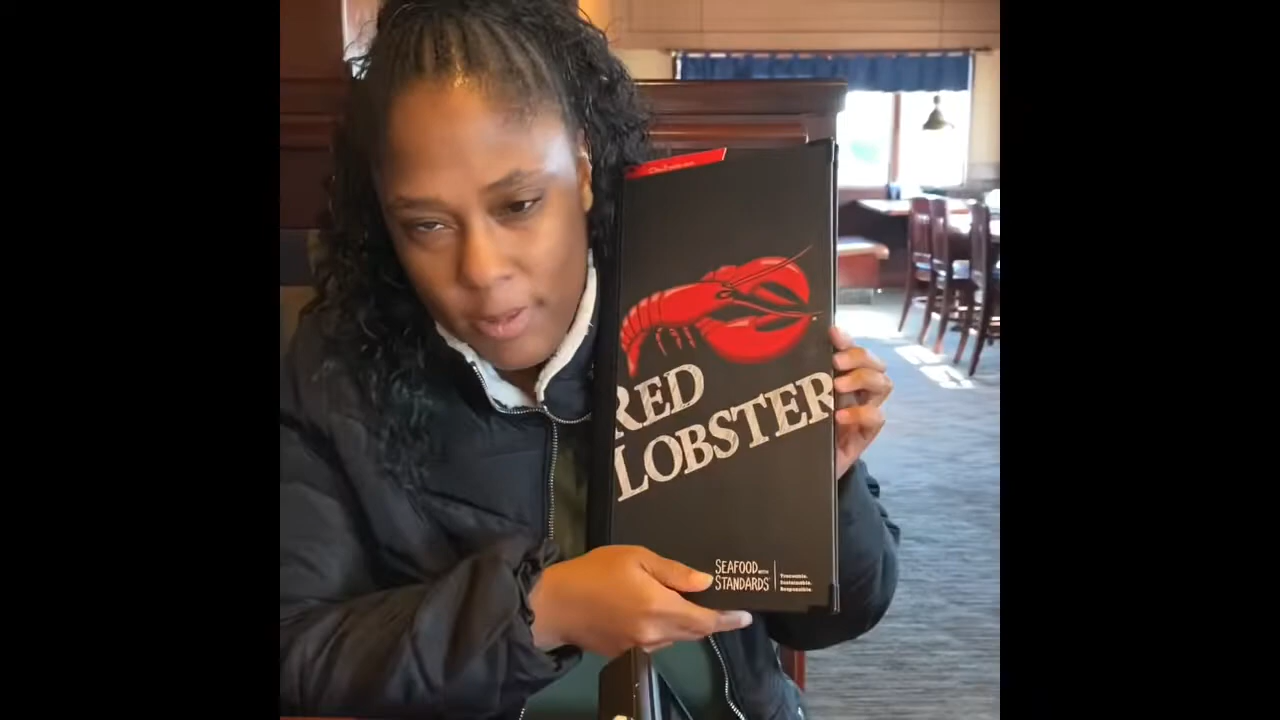 RED
LOBSTER
SEAFOOD WITH
STANDARDS
Traceable.
Sustainable.
Responsible.